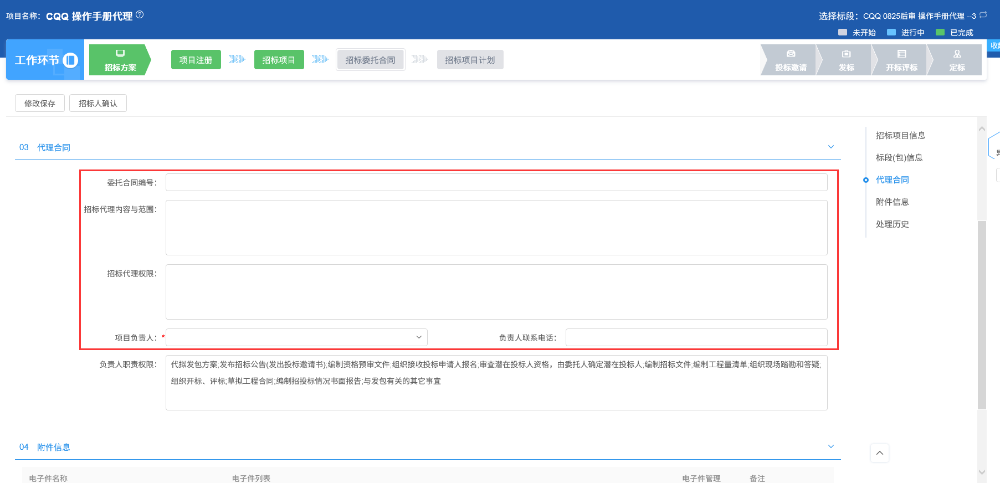 项目名称：CQQ 操作手册代理
选择标段：CQQ 0825后审 操作手册代理 --3
未开始 进行中 已完成
收起
工作环节
招标方案
项目注册 招标项目 招标委托合同 招标项目计划
投标邀请 发标 开标评标 定标
修改保存 招标人确认
03 代理合同
委托合同编号：
招标代理内容与范围：
招标代理权限：
项目负责人：*
负责人联系电话：
负责人职责权限：
代拟发包方案;发布招标公告(发出投标邀请书);编制资格预审文件;组织接收投标申请人报名;审查潜在投标人资格，由委托人确定潜在投标人;编制招标文件;编制工程量清单;组织现场踏勘和答疑;
组织开标、评标;草拟工程合同;编制招投标情况书面报告;与发包有关的其它事宜
招标项目信息
标段(包)信息
代理合同
附件信息
处理历史
04 附件信息
电子件名称 电子件列表 电子件管理 备注